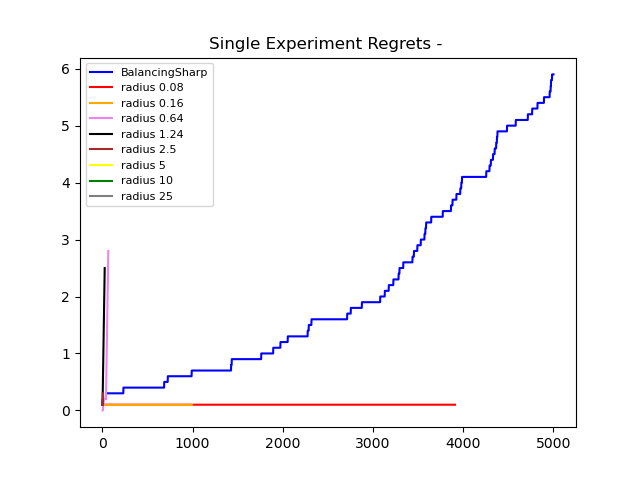 Single Experiment Regrets -
BalancingSharp
radius 0.08
radius 0.16
radius 0.64
radius 1.24
radius 2.5
radius 5
radius 10
radius 25
6
5
4
3
2
1
0
0 1000 2000 3000 4000 5000